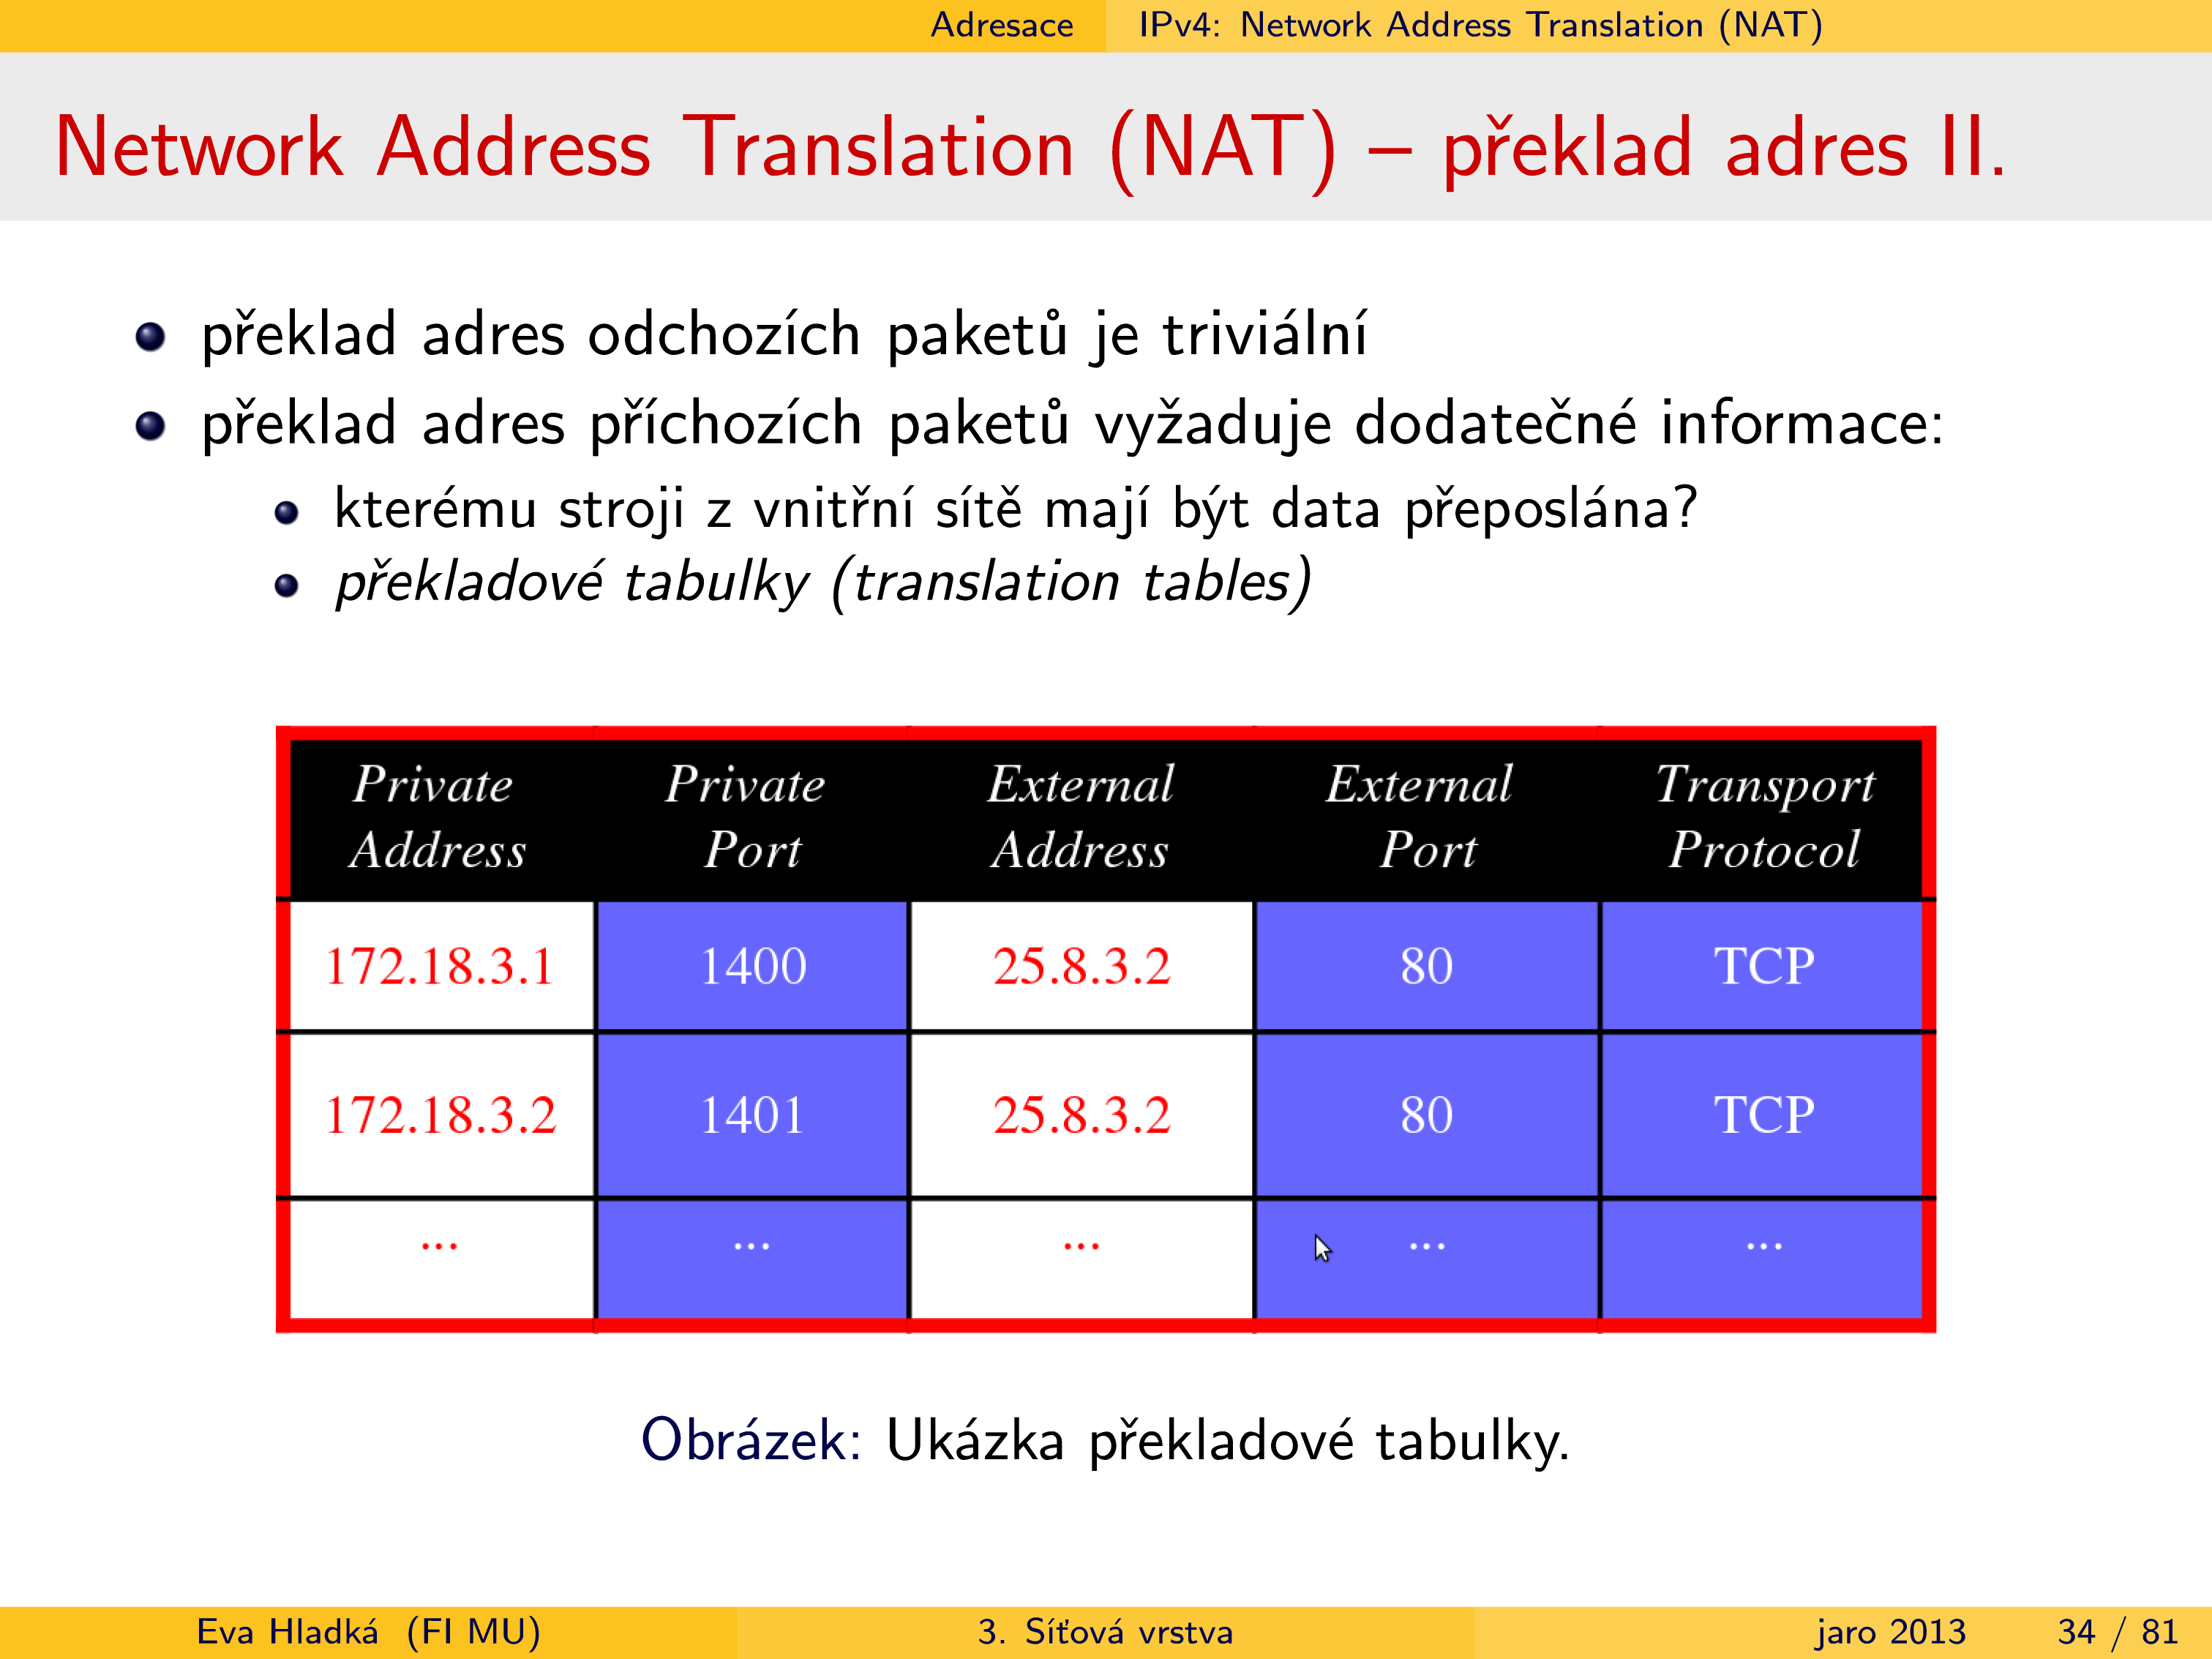 Adresace IPv4: Network Address Translation (NAT)
Network Address Translation (NAT) – překlad adres II.
překlad adres odchozích paketů je triviální
překlad adres příchozích paketů vyžaduje dodatečné informace:
kterému stroji z vnitřní sítě mají být data přeposlána?
překladové tabulky (translation tables)
Private Address Private Port External Address External Port Transport Protocol
172.18.3.1 1400 25.8.3.2 80 TCP
172.18.3.2 1401 25.8.3.2 80 TCP
... ... ... ... ...
Obrázek: Ukázka překladové tabulky.
Eva Hladká (FI MU) 3. Síťová vrstva jaro 2013 34 / 81